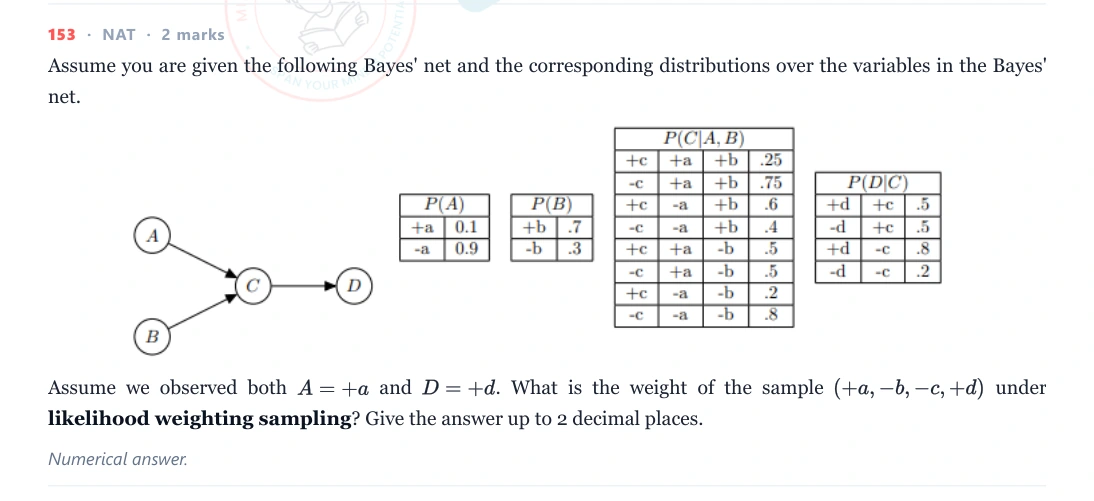 153 · NAT · 2 marks
Assume you are given the following Bayes' net and the corresponding distributions over the variables in the Bayes'
net.
A
B
C
D
P(A)
+a 0.1
-a 0.9
P(B)
+b .7
-b .3
P(C|A, B)
+c +a +b .25
-c +a +b .75
+c -a +b .6
-c -a +b .4
+c +a -b .5
-c +a -b .5
+c -a -b .2
-c -a -b .8
P(D|C)
+d +c .5
-d +c .5
+d -c .8
-d -c .2
Assume we observed both A = +a and D = +d. What is the weight of the sample (+a, −b, −c, +d) under
likelihood weighting sampling? Give the answer up to 2 decimal places.
Numerical answer.